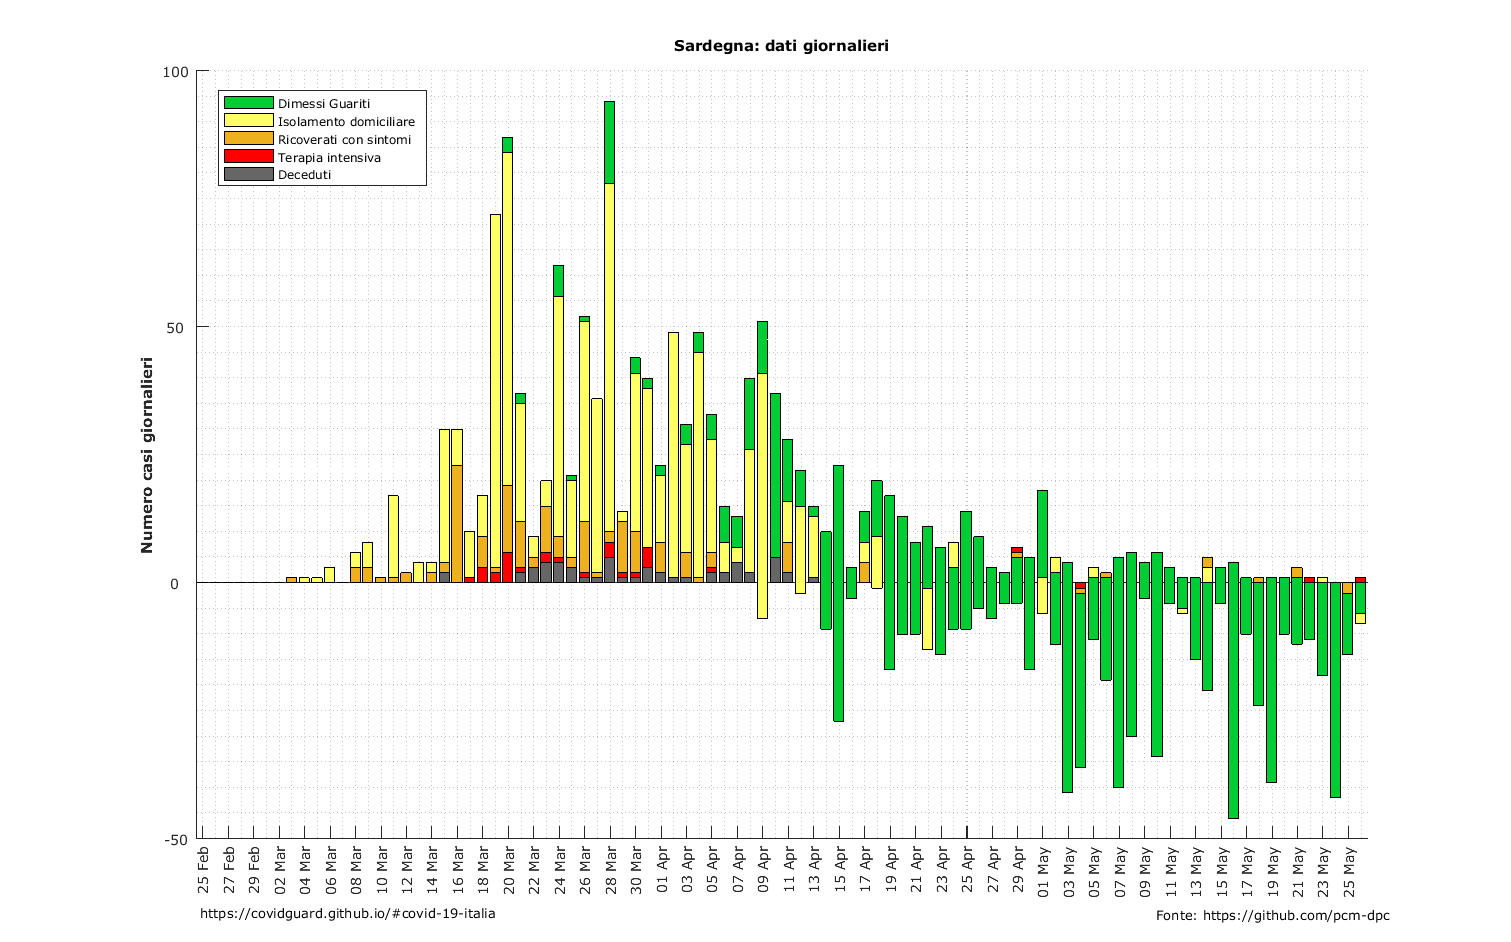 Sardegna: dati giornalieri
100
50
0
-50
Numero casi giornalieri
Dimessi Guariti
Isolamento domiciliare
Ricoverati con sintomi
Terapia intensiva
Deceduti
25 Feb
27 Feb
29 Feb
02 Mar
04 Mar
06 Mar
08 Mar
10 Mar
12 Mar
14 Mar
16 Mar
18 Mar
20 Mar
22 Mar
24 Mar
26 Mar
28 Mar
30 Mar
01 Apr
03 Apr
05 Apr
07 Apr
09 Apr
11 Apr
13 Apr
15 Apr
17 Apr
19 Apr
21 Apr
23 Apr
25 Apr
27 Apr
29 Apr
01 May
03 May
05 May
07 May
09 May
11 May
13 May
15 May
17 May
19 May
21 May
23 May
25 May
https://covidguard.github.io/#covid-19-italia
Fonte: https://github.com/pcm-dpc